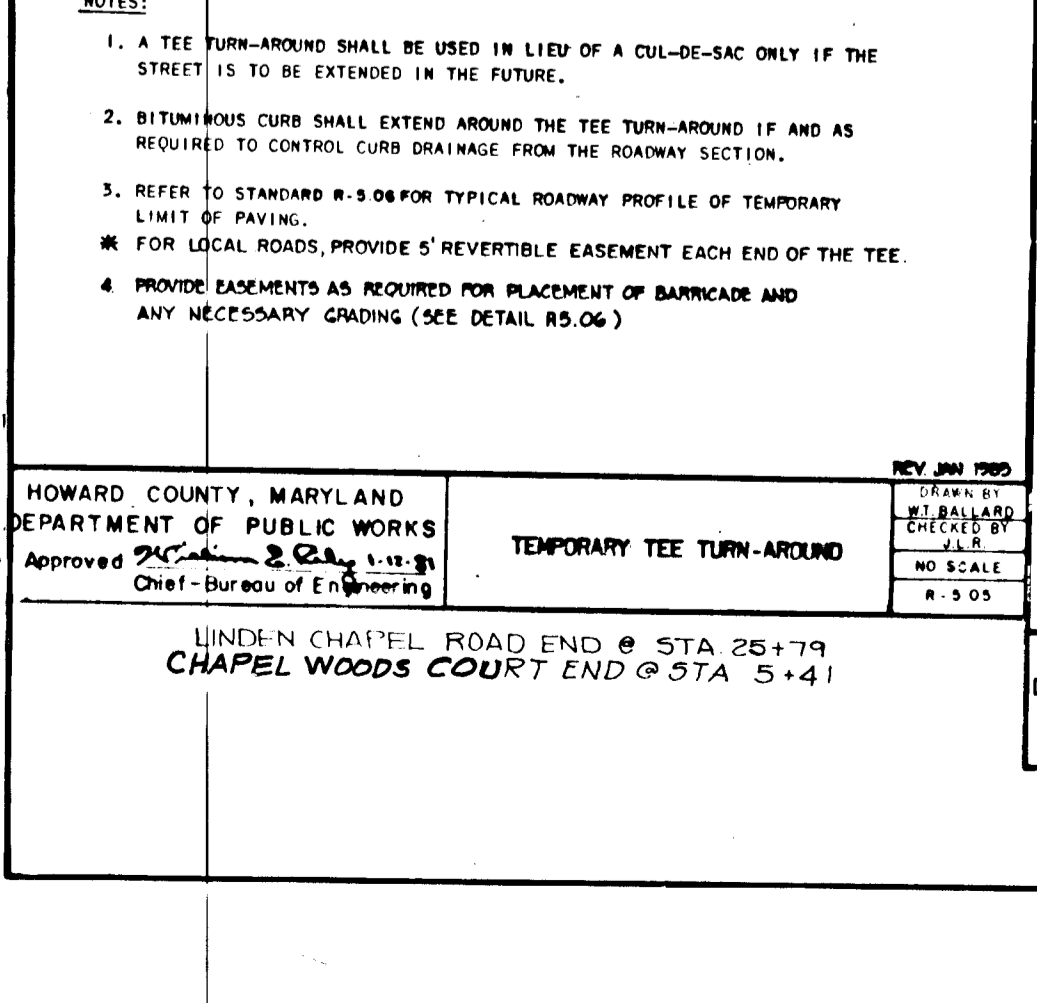 NOTES:
1. A TEE TURN-AROUND SHALL BE USED IN LIEU OF A CUL-DE-SAC ONLY IF THE
STREET IS TO BE EXTENDED IN THE FUTURE.
2. BITUMINOUS CURB SHALL EXTEND AROUND THE TEE TURN-AROUND IF AND AS
REQUIRED TO CONTROL CURB DRAINAGE FROM THE ROADWAY SECTION.
3. REFER TO STANDARD R-5.06 FOR TYPICAL ROADWAY PROFILE OF TEMPORARY
LIMIT OF PAVING.
* FOR LOCAL ROADS, PROVIDE 5' REVERTIBLE EASEMENT EACH END OF THE TEE.
4. PROVIDE EASEMENTS AS REQUIRED FOR PLACEMENT OF BARRICADE AND
ANY NECESSARY GRADING (SEE DETAIL R5.06)
REV. JAN 1985
HOWARD COUNTY, MARYLAND
DEPARTMENT OF PUBLIC WORKS
Approved William E. Riley 1-12-81
Chief-Bureau of Engineering
TEMPORARY TEE TURN-AROUND
DRAWN BY
W.T. BALLARD
CHECKED BY
J.L.R.
NO SCALE
R-5 05
LINDEN CHAPEL ROAD END @ STA. 25+79
CHAPEL WOODS COURT END @ STA 5+41